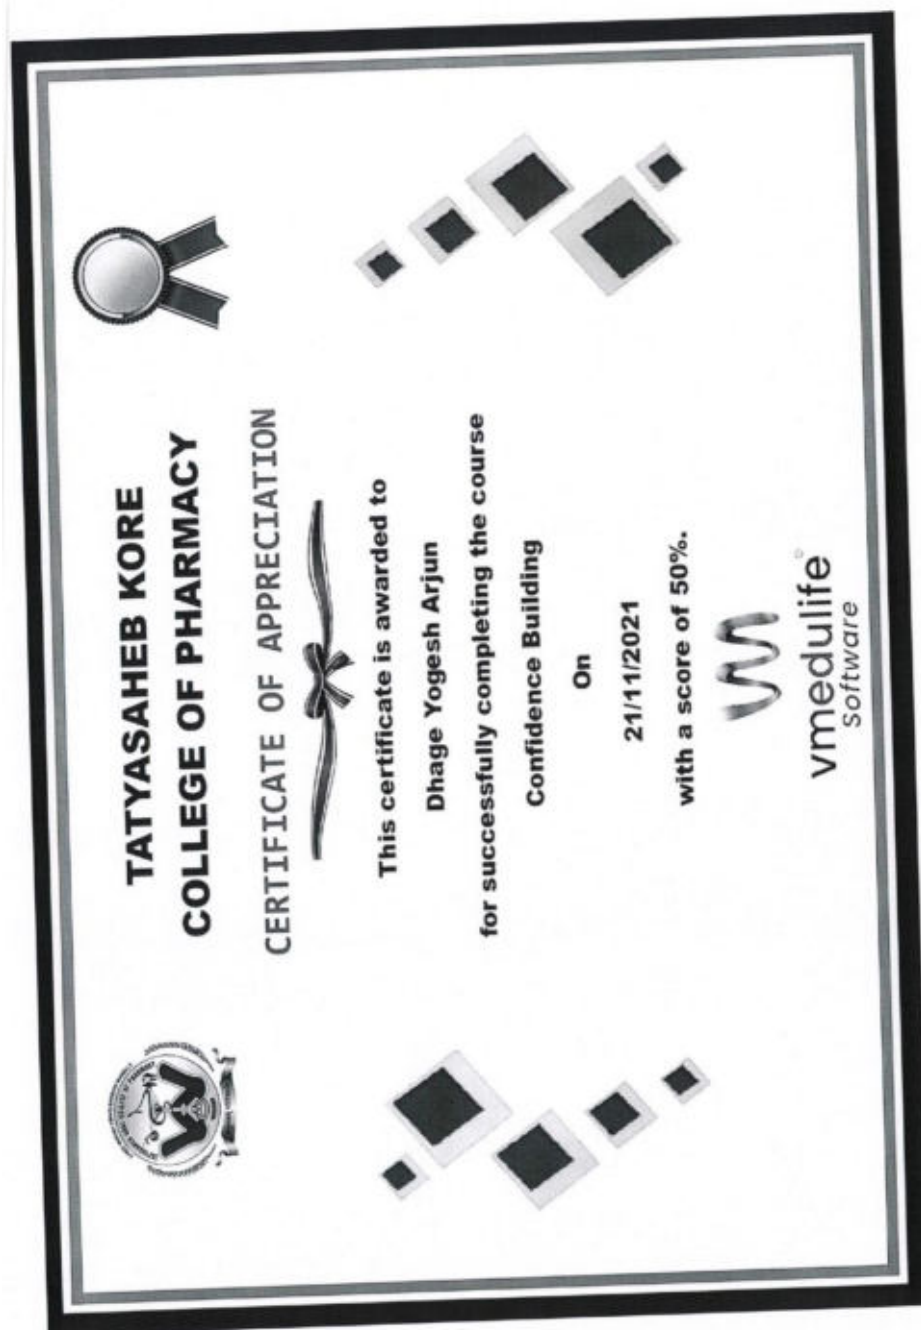 TATYASAHEB KORE
COLLEGE OF PHARMACY
CERTIFICATE OF APPRECIATION
This certificate is awarded to
Dhage Yogesh Arjun
for successfully completing the course
Confidence Building
On
21/11/2021
with a score of 50%.
vmedulife
Software